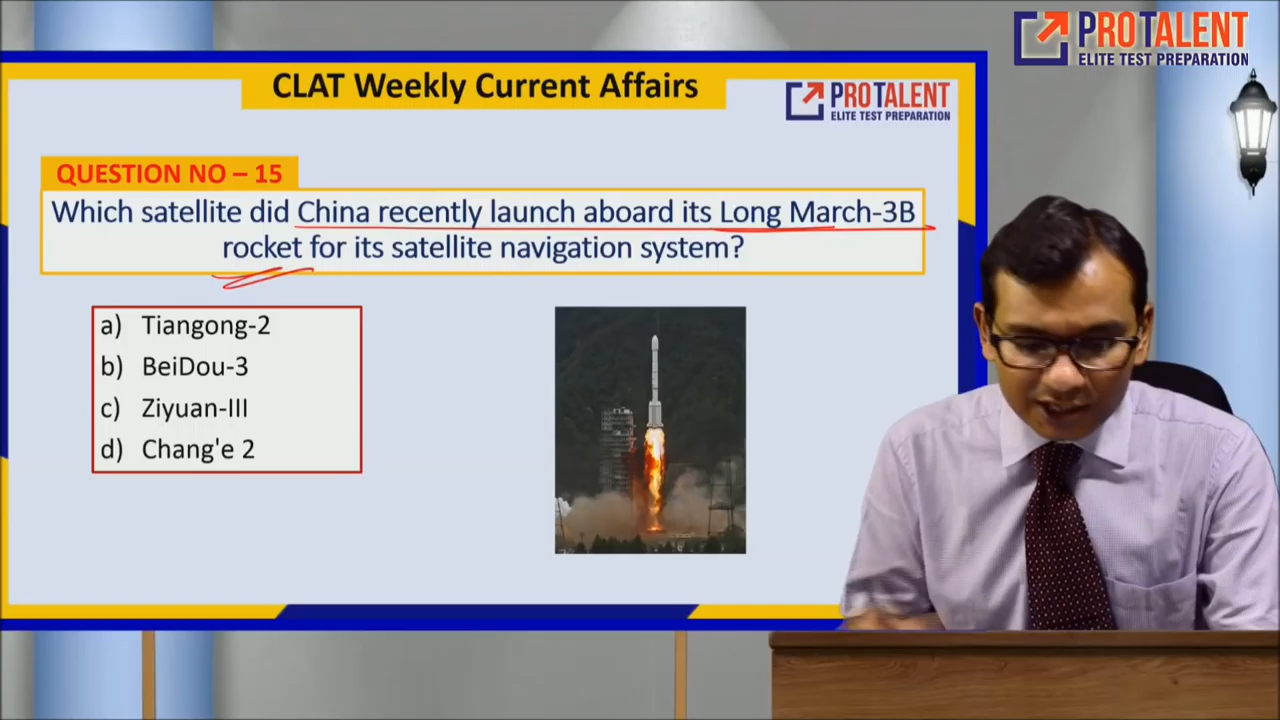 PROTALENT
ELITE TEST PREPARATION
CLAT Weekly Current Affairs
PROTALENT
ELITE TEST PREPARATION
QUESTION NO – 15
Which satellite did China recently launch aboard its Long March-3B
rocket for its satellite navigation system?
a) Tiangong-2
b) BeiDou-3
c) Ziyuan-III
d) Chang'e 2